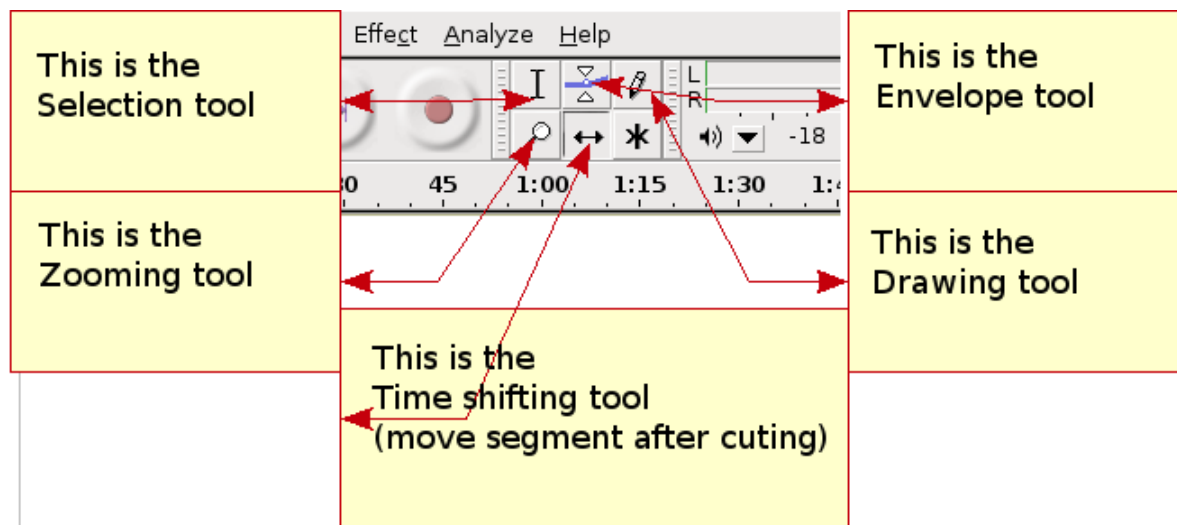 This is the
Selection tool
Effect Analyze Help
This is the
Envelope tool
L
R
-18
45 1:00 1:15 1:30
This is the
Zooming tool
This is the
Drawing tool
This is the
Time shifting tool
(move segment after cuting)